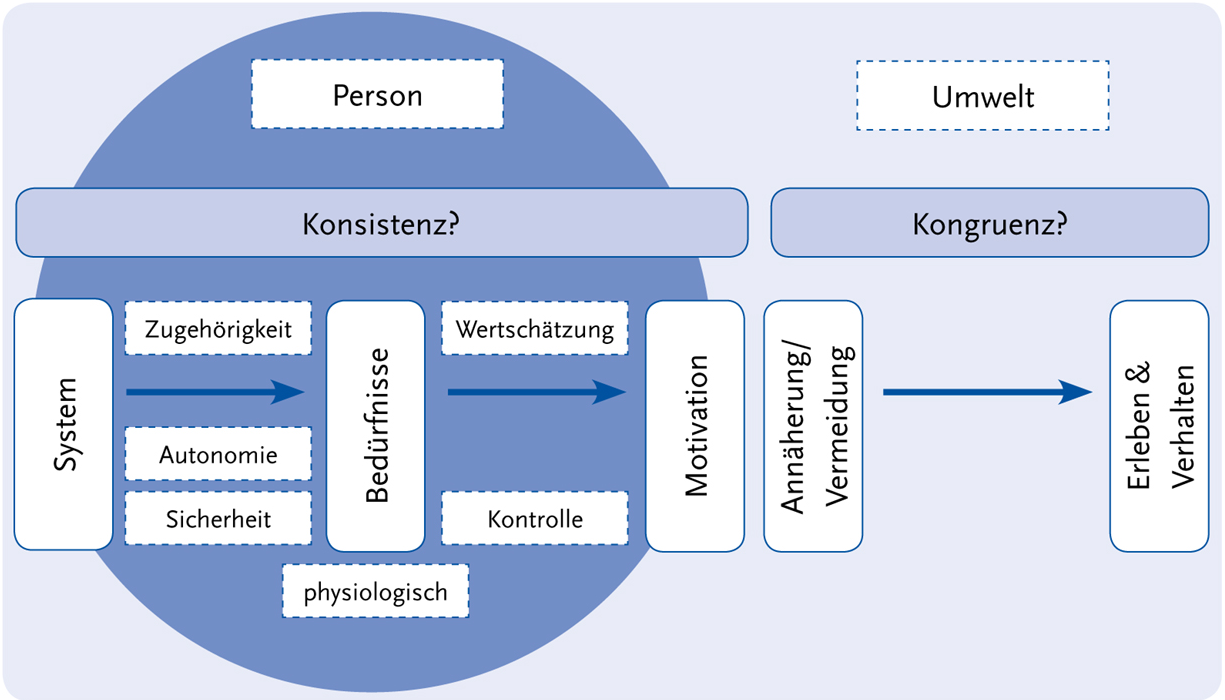 Person
Umwelt
Konsistenz?
Kongruenz?
System
Zugehörigkeit
Autonomie
Sicherheit
Bedürfnisse
Wertschätzung
Kontrolle
physiologisch
Motivation
Annäherung/
Vermeidung
Erleben &
Verhalten